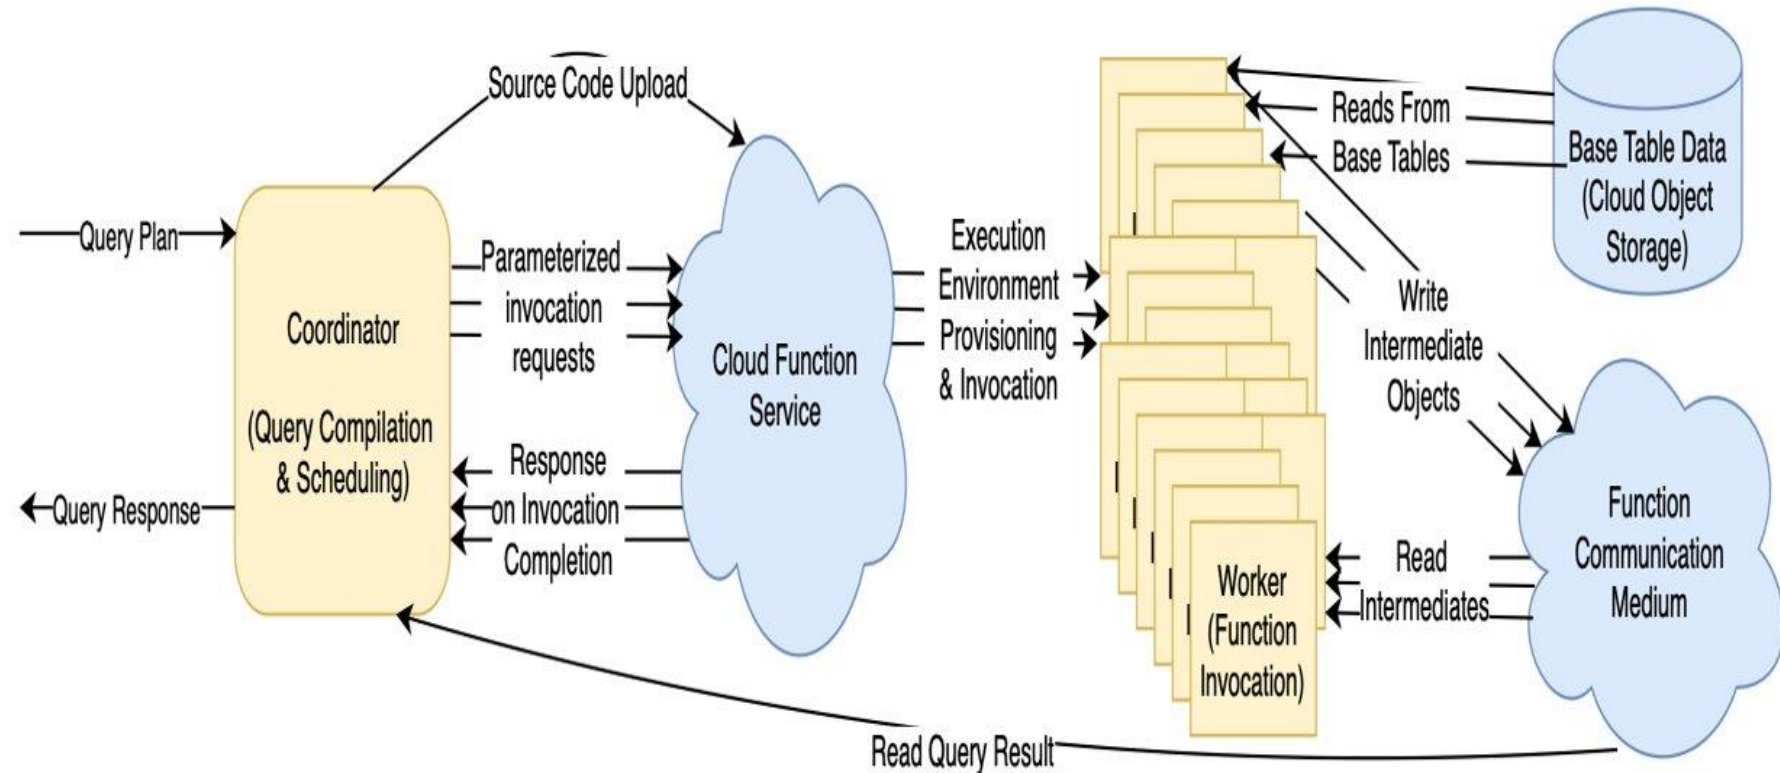 Source Code Upload
Query Plan
Coordinator
(Query Compilation
& Scheduling)
Query Response
Parameterized
invocation
requests
Response
on Invocation
Completion
Cloud Function
Service
Execution
Environment
Provisioning
& Invocation
Reads From
Base Tables
Base Table Data
(Cloud Object
Storage)
Write
Intermediate
Objects
Worker
(Function
Invocation)
Read
Intermediates
Function
Communication
Medium
Read Query Result